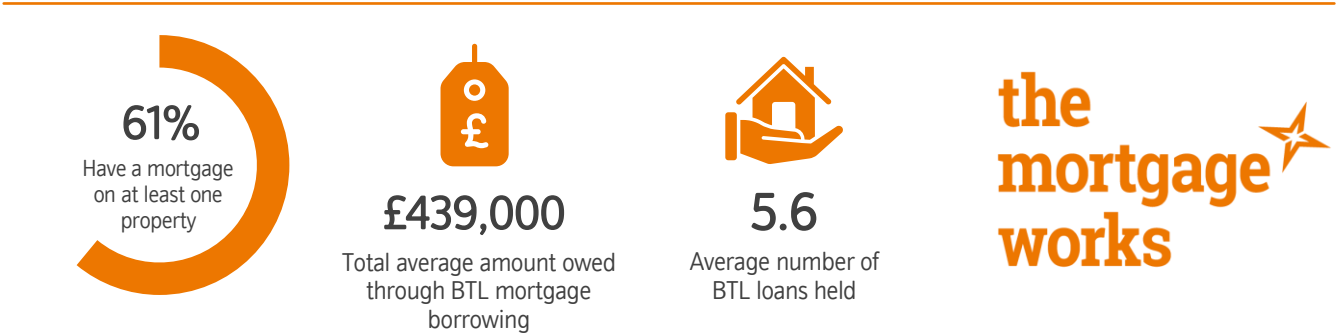 61%
Have a mortgage
on at least one
property
£
£439,000
Total average amount owed
through BTL mortgage
borrowing
5.6
Average number of
BTL loans held
the
mortgage
works